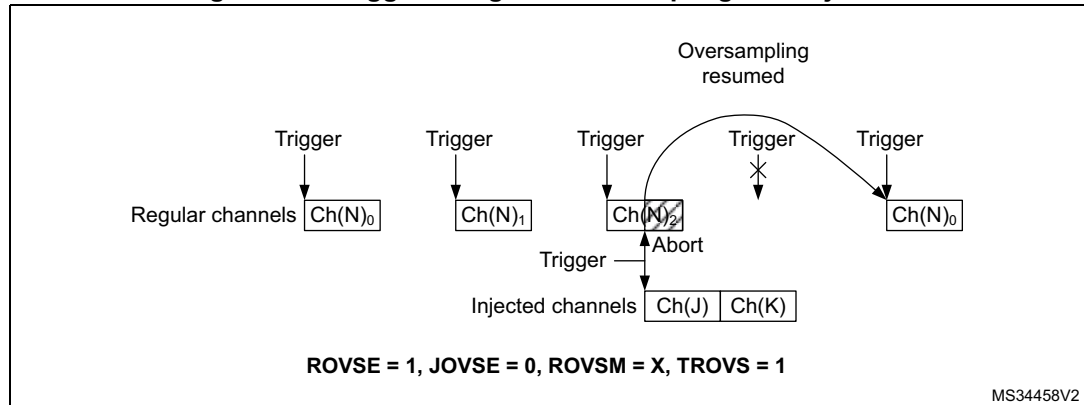 Oversampling
resumed
Trigger Trigger Trigger Trigger Trigger
Regular channels Ch(N)₀ Ch(N)₁ Ch(N)₂ Ch(N)₀
Abort
Trigger
Injected channels Ch(J) Ch(K)
ROVSE = 1, JOVSE = 0, ROVSM = X, TROVS = 1
MS34458V2